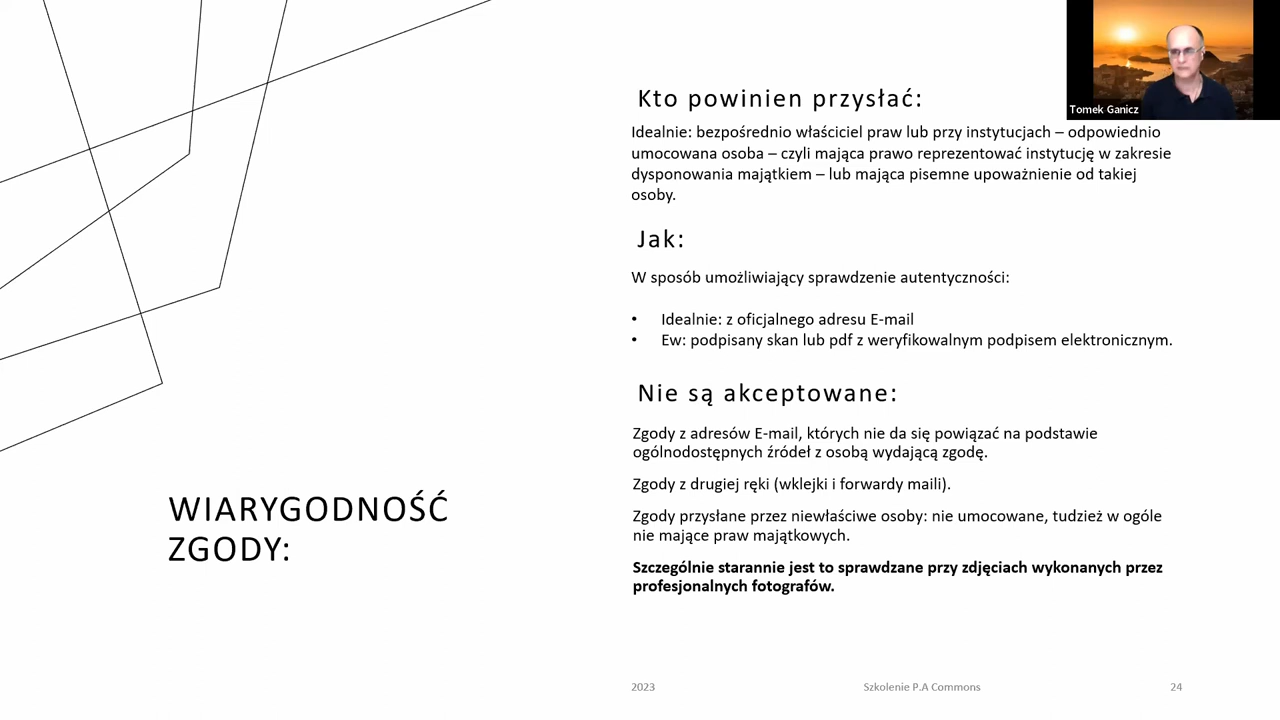 Tomek Ganicz
Kto powinien przysłać:
Idealnie: bezpośrednio właściciel praw lub przy instytucjach – odpowiednio
umocowana osoba – czyli mająca prawo reprezentować instytucję w zakresie
dysponowania majątkiem – lub mająca pisemne upoważnienie od takiej
osoby.
Jak:
W sposób umożliwiający sprawdzenie autentyczności:
• Idealnie: z oficjalnego adresu E-mail
• Ew: podpisany skan lub pdf z weryfikowalnym podpisem elektronicznym.
Nie są akceptowane:
Zgody z adresów E-mail, których nie da się powiązać na podstawie
ogólnodostępnych źródeł z osobą wydającą zgodę.
Zgody z drugiej ręki (wklejki i forwardy maili).
Zgody przysłane przez niewłaściwe osoby: nie umocowane, tudzież w ogóle
nie mające praw majątkowych.
Szczególnie starannie jest to sprawdzane przy zdjęciach wykonanych przez
profesjonalnych fotografów.
WIARYGODNOŚĆ
ZGODY:
2023 Szkolenie P.A Commons 24